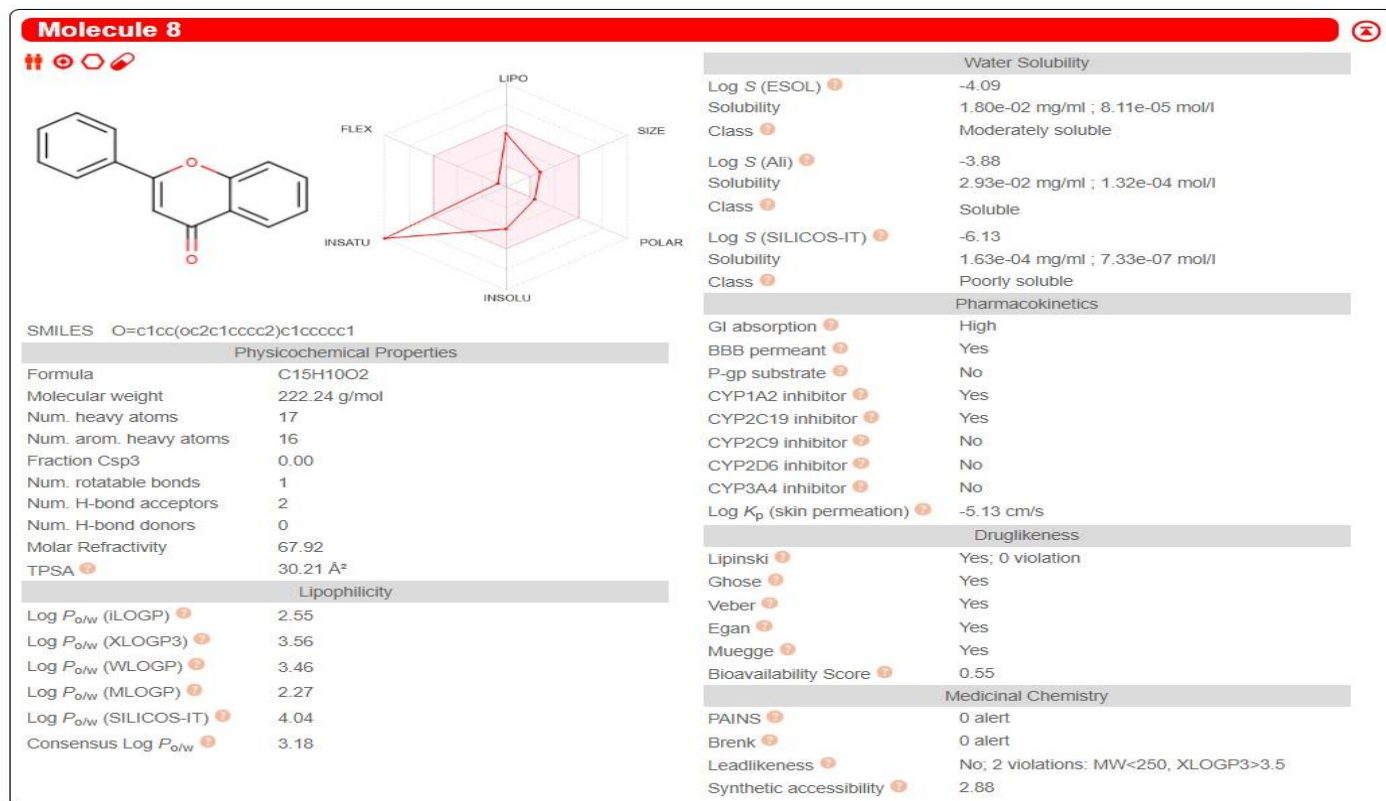 Molecule 8
LIPO
FLEX
SIZE
INSATU
POLAR
INSOLU
O
O
SMILES O=c1cc(oc2c1cccc2)c1ccccc1
Physicochemical Properties
Formula C15H10O2
Molecular weight 222.24 g/mol
Num. heavy atoms 17
Num. arom. heavy atoms 16
Fraction Csp3 0.00
Num. rotatable bonds 1
Num. H-bond acceptors 2
Num. H-bond donors 0
Molar Refractivity 67.92
TPSA ? 30.21 Å²
Lipophilicity
Log Po/w (iLOGP) ? 2.55
Log Po/w (XLOGP3) ? 3.56
Log Po/w (WLOGP) ? 3.46
Log Po/w (MLOGP) ? 2.27
Log Po/w (SILICOS-IT) ? 4.04
Consensus Log Po/w ? 3.18
Water Solubility
Log S (ESOL) ? -4.09
Solubility 1.80e-02 mg/ml ; 8.11e-05 mol/l
Class ? Moderately soluble
Log S (Ali) ? -3.88
Solubility 2.93e-02 mg/ml ; 1.32e-04 mol/l
Class ? Soluble
Log S (SILICOS-IT) ? -6.13
Solubility 1.63e-04 mg/ml ; 7.33e-07 mol/l
Class ? Poorly soluble
Pharmacokinetics
GI absorption ? High
BBB permeant ? Yes
P-gp substrate ? No
CYP1A2 inhibitor ? Yes
CYP2C19 inhibitor ? Yes
CYP2C9 inhibitor ? No
CYP2D6 inhibitor ? No
CYP3A4 inhibitor ? No
Log Kp (skin permeation) ? -5.13 cm/s
Druglikeness
Lipinski ? Yes; 0 violation
Ghose ? Yes
Veber ? Yes
Egan ? Yes
Muegge ? Yes
Bioavailability Score ? 0.55
Medicinal Chemistry
PAINS ? 0 alert
Brenk ? 0 alert
Leadlikeness ? No; 2 violations: MW<250, XLOGP3>3.5
Synthetic accessibility ? 2.88